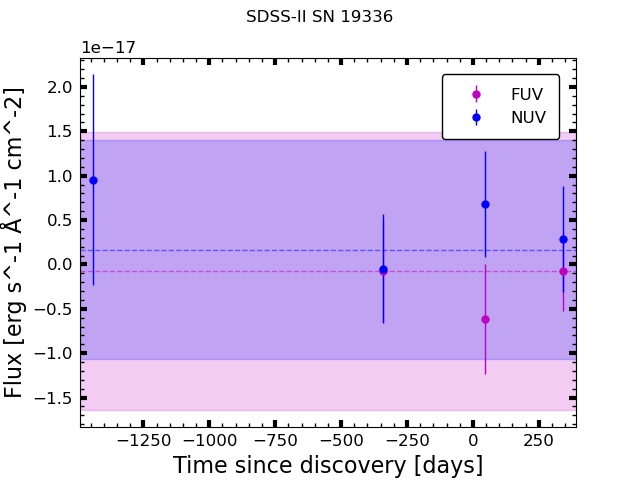 SDSS-II SN 19336
1e−17
FUV
NUV
2.0
1.5
1.0
0.5
0.0
−0.5
−1.0
−1.5
Flux [erg s^-1 Å^-1 cm^-2]
−1250 −1000 −750 −500 −250 0 250
Time since discovery [days]